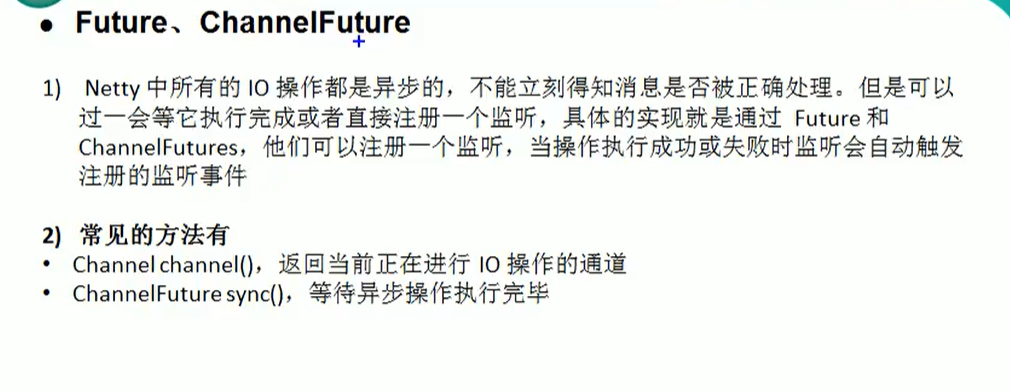 ● Future、ChannelFuture
1) Netty 中所有的 IO 操作都是异步的，不能立刻得知消息是否被正确处理。但是可以
过一会等它执行完成或者直接注册一个监听，具体的实现就是通过 Future 和
ChannelFutures，他们可以注册一个监听，当操作执行成功或失败时监听会自动触发
注册的监听事件
2) 常见的方法有
• Channel channel()，返回当前正在进行 IO 操作的通道
• ChannelFuture sync()，等待异步操作执行完毕